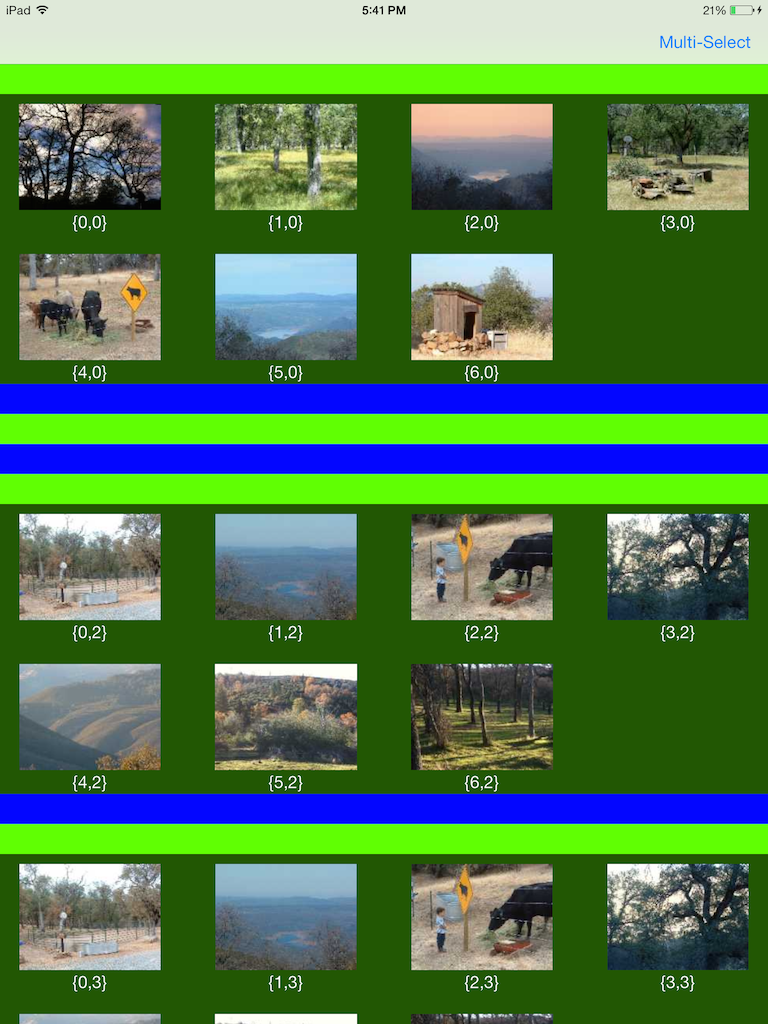 iPad 5:41 PM 21%
Multi-Select
{0,0} {1,0} {2,0} {3,0}
{4,0} {5,0} {6,0}
{0,2} {1,2} {2,2} {3,2}
{4,2} {5,2} {6,2}
{0,3} {1,3} {2,3} {3,3}